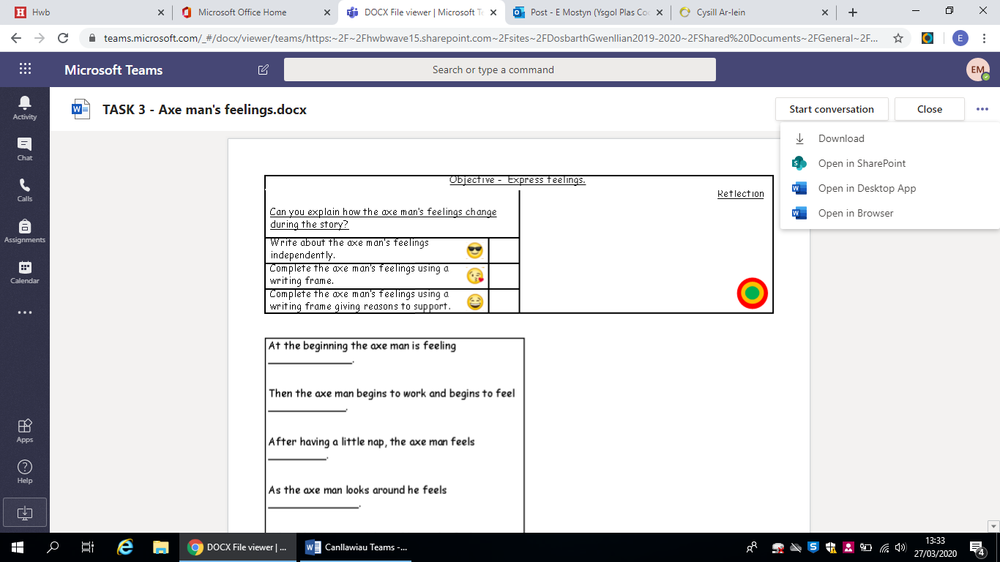 Hwb
Microsoft Office Home
DOCX File viewer | Microsoft Te
Post - E Mostyn (Ysgol Plas Coc
Cysill Ar-lein
teams.microsoft.com/_#/docx/viewer/teams/https:~2F~2Fhwbwave15.sharepoint.com~2Fsites~2FDosbarthGwenllian2019-2020~2FShared%20Documents~2FGeneral~2F...
E
Microsoft Teams
Search or type a command
EM
Activity
Chat
Calls
Assignments
Calendar
Apps
Help
TASK 3 - Axe man's feelings.docx
Start conversation
Close
Download
Open in SharePoint
Open in Desktop App
Open in Browser
Objective - Express feelings.
Reflection
Can you explain how the axe man's feelings change
during the story?
Write about the axe man's feelings
independently.
Complete the axe man's feelings using a
writing frame.
Complete the axe man's feelings using a
writing frame giving reasons to support.
At the beginning the axe man is feeling
_______________.
Then the axe man begins to work and begins to feel
______________.
After having a little nap, the axe man feels
__________.
As the axe man looks around he feels
________________.
DOCX File viewer | ...
Canllawiau Teams -...
13:33
27/03/2020
4